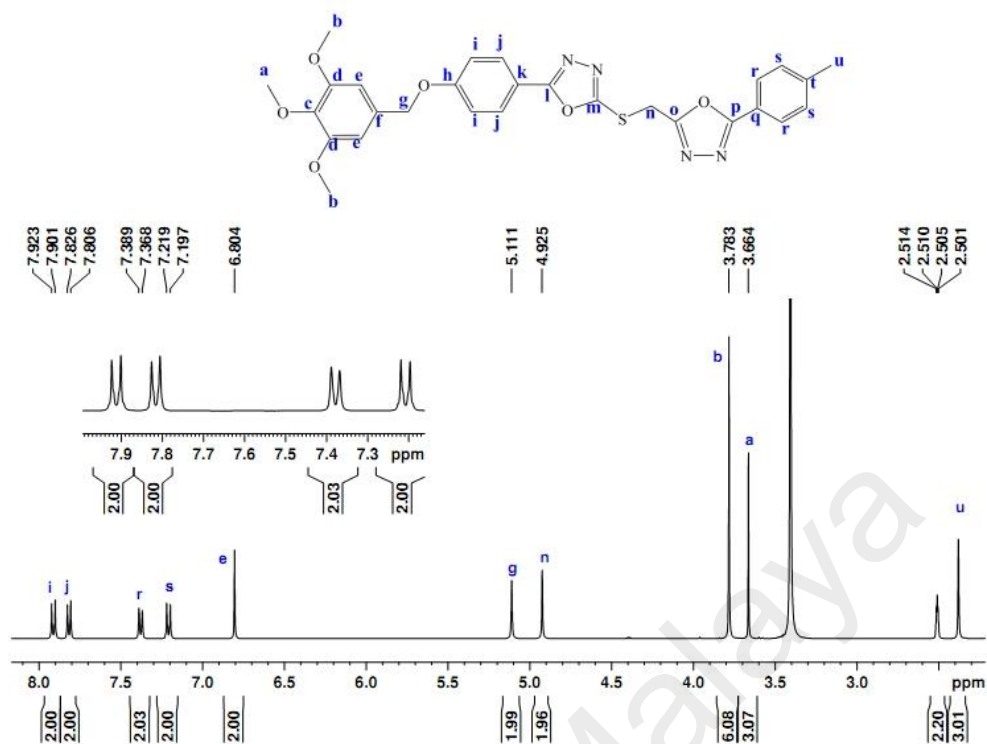 b
i j
N N
r s u
a O d e
O h k
l O m
O p
c g
f i j S n o q t
O d e
N N r s
O
b
7.923
7.901
7.826
7.806
7.389
7.368
7.219
7.197
6.804
5.111
4.925
3.783
3.664
2.514
2.510
2.505
2.501
b
a
7.9 7.8 7.7 7.6 7.5 7.4 7.3 ppm
2.00 2.00 2.03 2.00
u
i j r s e g n
8.0 7.5 7.0 6.5 6.0 5.5 5.0 4.5 4.0 3.5 3.0 ppm
2.00 2.00 2.03 2.00 2.00 1.99 1.96 6.08 3.07 2.20 3.01
Malaya